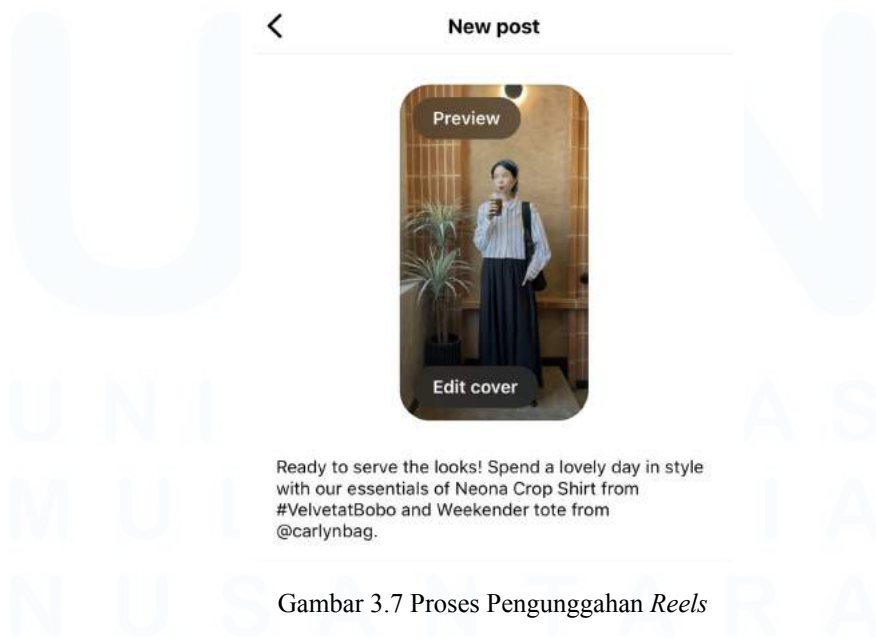 New post
Preview
Edit cover
Ready to serve the looks! Spend a lovely day in style
with our essentials of Neona Crop Shirt from
#VelvetatBobo and Weekender tote from
@carlynbag.
Gambar 3.7 Proses Pengunggahan Reels